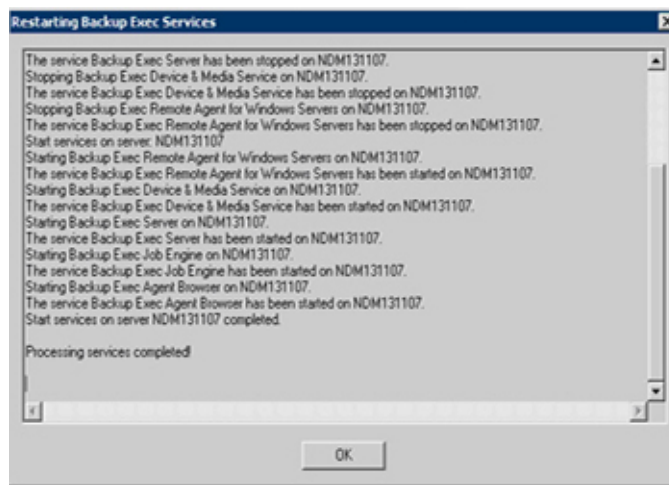 Restarting Backup Exec Services
The service Backup Exec Server has been stopped on NDM131107.
Stopping Backup Exec Device & Media Service on NDM131107.
The service Backup Exec Device & Media Service has been stopped on NDM131107.
Stopping Backup Exec Remote Agent for Windows Servers on NDM131107.
The service Backup Exec Remote Agent for Windows Servers has been stopped on NDM131107.
Start services on server: NDM131107
Starting Backup Exec Remote Agent for Windows Servers on NDM131107.
The service Backup Exec Remote Agent for Windows Servers has been started on NDM131107.
Starting Backup Exec Device & Media Service on NDM131107.
The service Backup Exec Device & Media Service has been started on NDM131107.
Starting Backup Exec Server on NDM131107.
The service Backup Exec Server has been started on NDM131107.
Starting Backup Exec Job Engine on NDM131107.
The service Backup Exec Job Engine has been started on NDM131107.
Starting Backup Exec Agent Browser on NDM131107.
The service Backup Exec Agent Browser has been started on NDM131107.
Start services on server NDM131107 completed.
Processing services completed!
OK